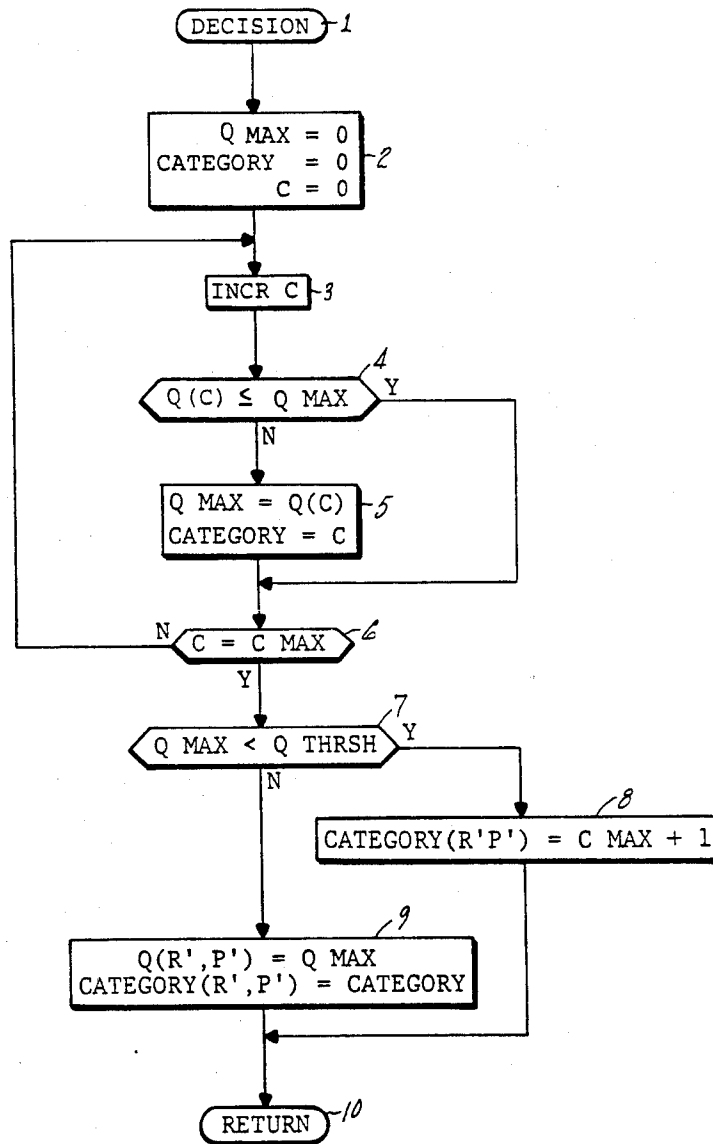 DECISION
1
Q MAX = 0
CATEGORY = 0
C = 0
2
INCR C
3
4
Q(C) ≤ Q MAX
Y
N
Q MAX = Q(C)
CATEGORY = C
5
N
C = C MAX
6
Y
7
Q MAX < Q THRSH
Y
N
8
CATEGORY(R'P') = C MAX + 1
9
Q(R',P') = Q MAX
CATEGORY(R',P') = CATEGORY
RETURN
10